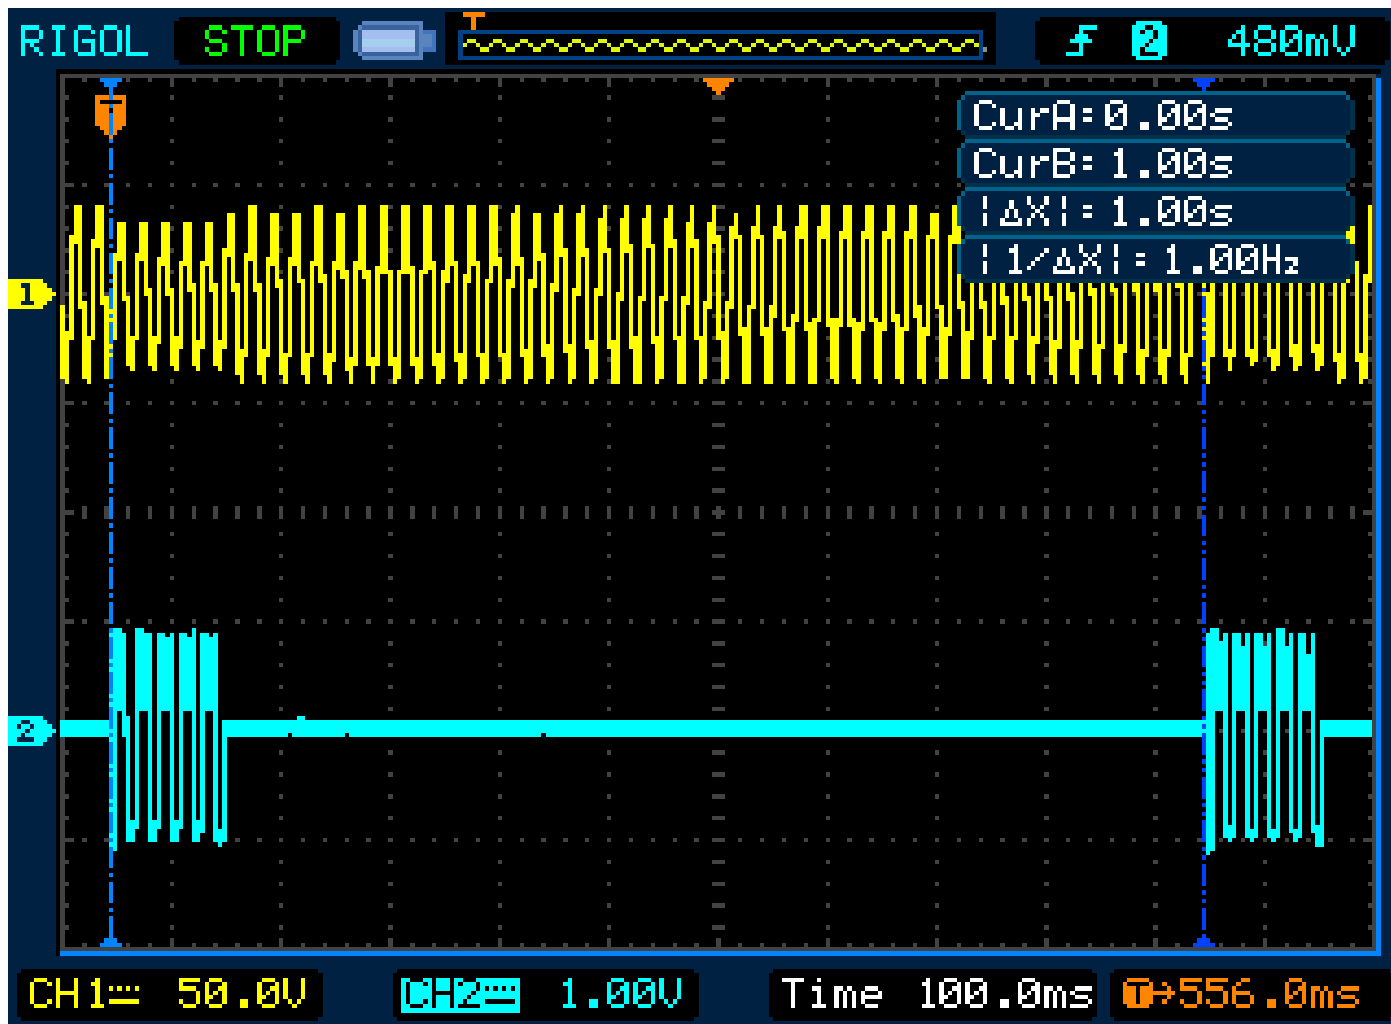 RIGOL STOP T 2 480mV
T
CurA: 0.00s
CurB: 1.00s
|ΔX|: 1.00s
|1/ΔX|: 1.00Hz
1
2
CH1 50.0V CH2 1.00V Time 100.0ms T→556.0ms